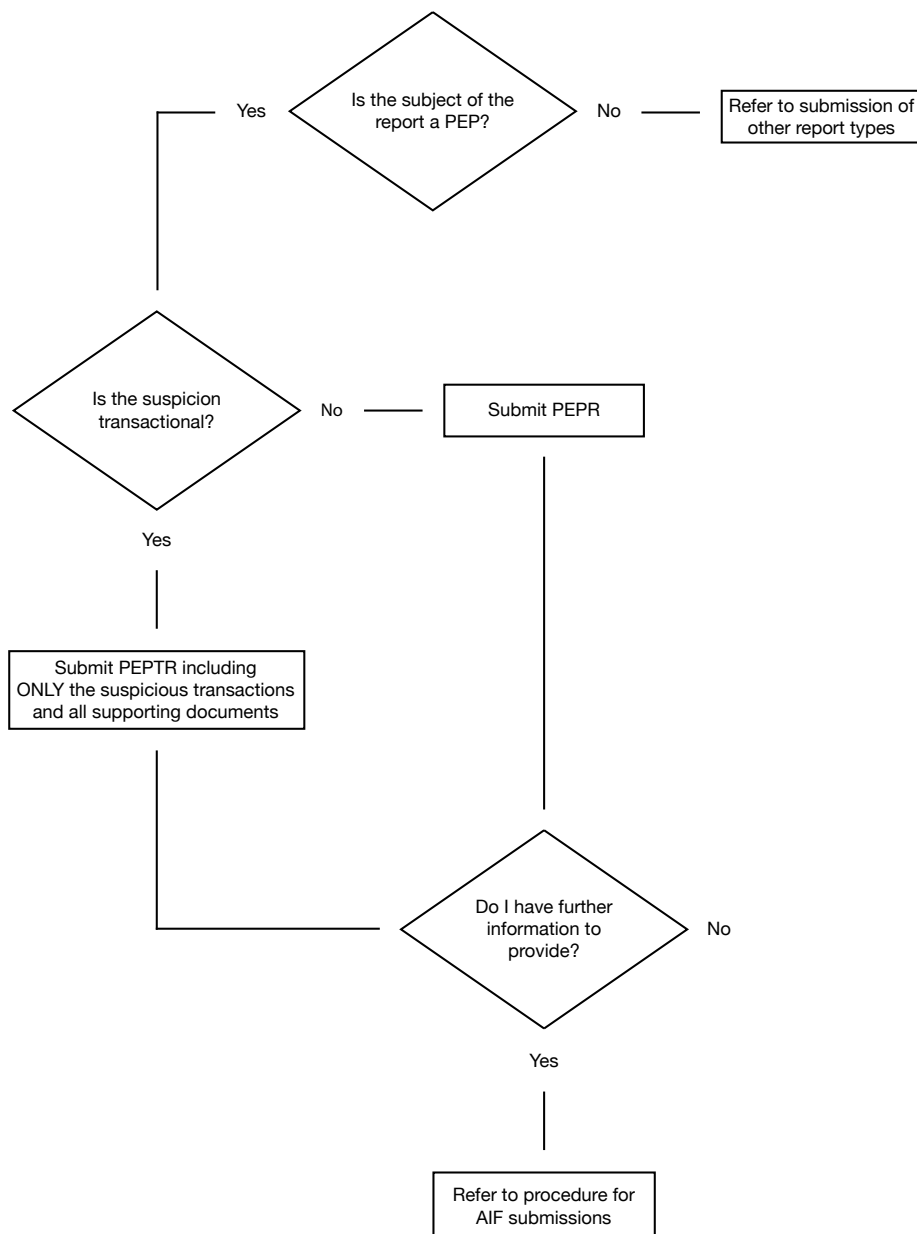 Is the subject of the
report a PEP?
Yes
No
Refer to submission of
other report types
Is the suspicion
transactional?
No
Submit PEPR
Yes
Submit PEPTR including
ONLY the suspicious transactions
and all supporting documents
Do I have further
information to
provide?
No
Yes
Refer to procedure for
AIF submissions